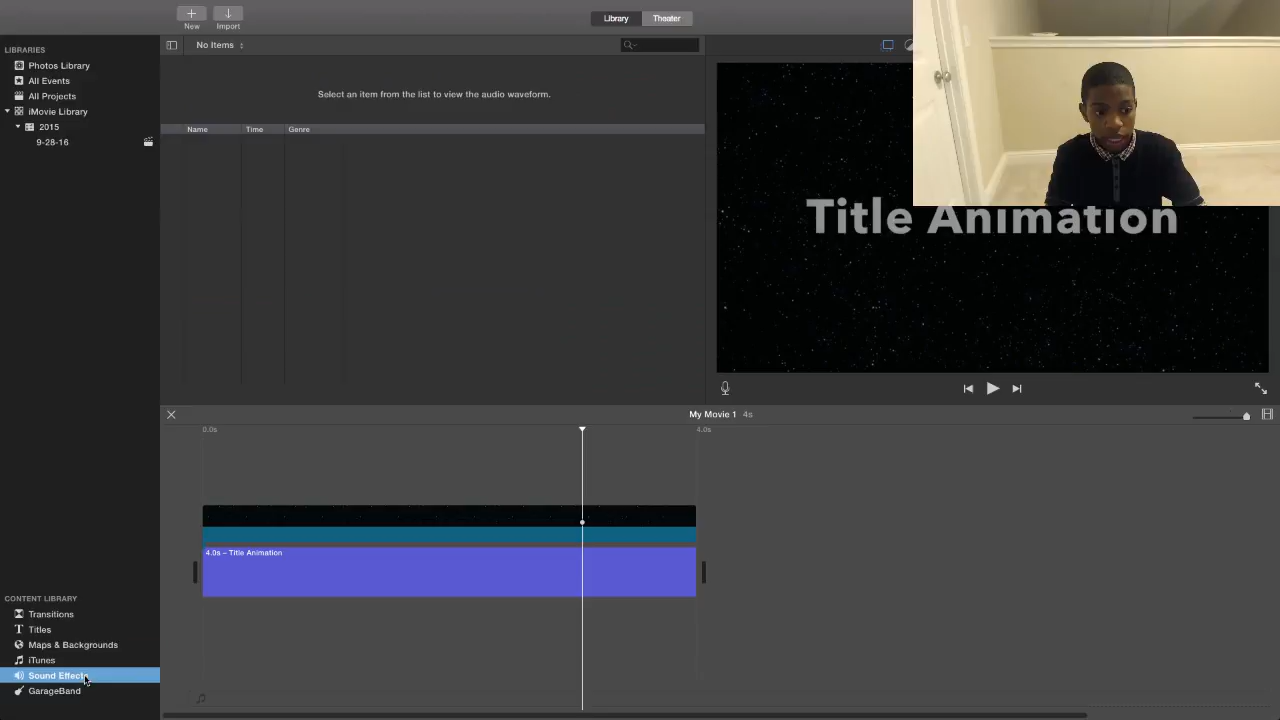 New
Import
Library
Theater
LIBRARIES
Photos Library
All Events
All Projects
iMovie Library
2015
9-28-16
No Items
Select an item from the list to view the audio waveform.
Name
Time
Genre
Title Animation
My Movie 1 4s
0.0s
4.0s
4.0s – Title Animation
CONTENT LIBRARY
Transitions
Titles
Maps & Backgrounds
iTunes
Sound Effects
GarageBand